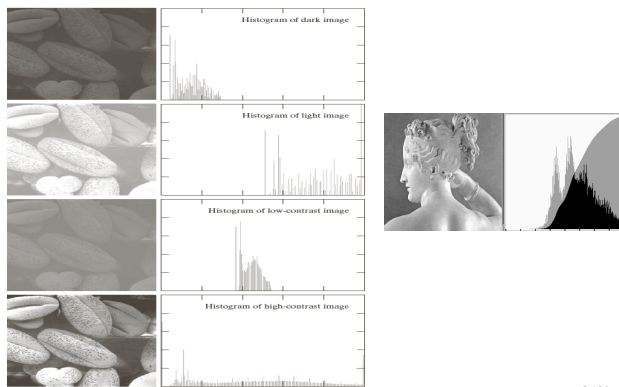 Histogram of dark image
Histogram of light image
Histogram of low-contrast image
Histogram of high-contrast image